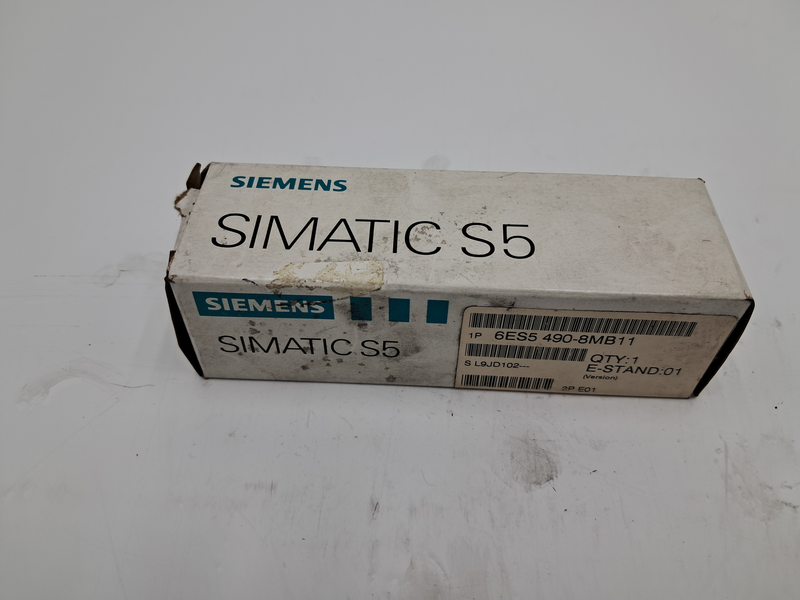 SIEMENS
SIMATIC S5
SIEMENS
SIMATIC S5
1P 6ES5 490-8MB11
QTY:1
S L9JD102--- E-STAND:01
(Version)
2P E01